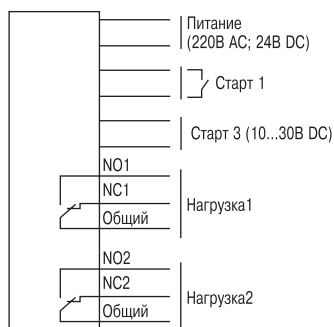 Питание
(220В AC; 24В DC)
Старт 1
Старт 3 (10...30В DC)
NO1
NC1
Общий
Нагрузка1
NO2
NC2
Общий
Нагрузка2